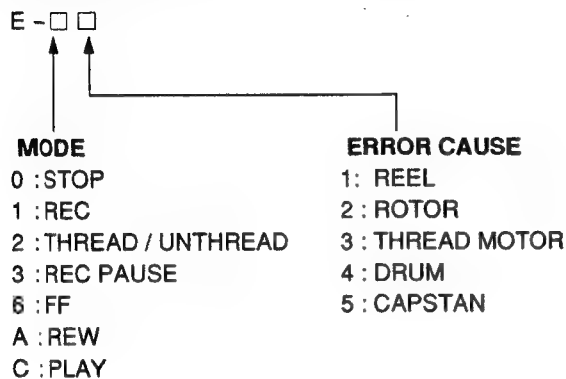 E -□ □
MODE
0 :STOP
1 :REC
2 :THREAD / UNTHREAD
3 :REC PAUSE
6 :FF
A :REW
C :PLAY
ERROR CAUSE
1: REEL
2 : ROTOR
3 : THREAD MOTOR
4 : DRUM
5 : CAPSTAN